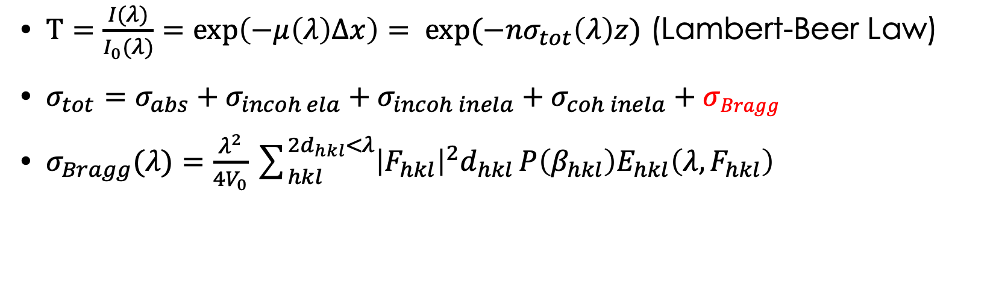 • T = I(λ)/I₀(λ) = exp(−μ(λ)Δx) = exp(−nσ_tot(λ)z) (Lambert-Beer Law)
• σ_tot = σ_abs + σ_incoh ela + σ_incoh inela + σ_coh inela + σ_Bragg
• σ_Bragg(λ) = λ²/4V₀ ∑_hkl^2d_hkl<λ |F_hkl|² d_hkl P(β_hkl)E_hkl(λ, F_hkl)